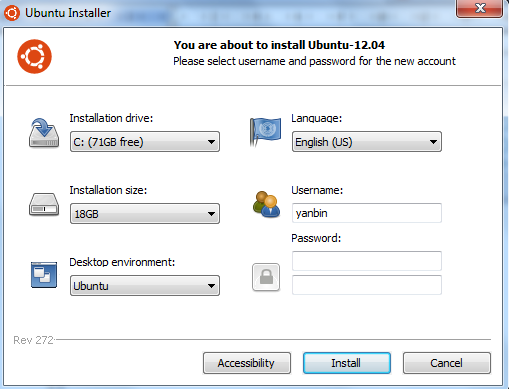 Ubuntu Installer
You are about to install Ubuntu-12.04
Please select username and password for the new account
Installation drive:
C: (71GB free)
Language:
English (US)
Installation size:
18GB
Username:
yanbin
Password:
Desktop environment:
Ubuntu
Rev 272
Accessibility
Install
Cancel